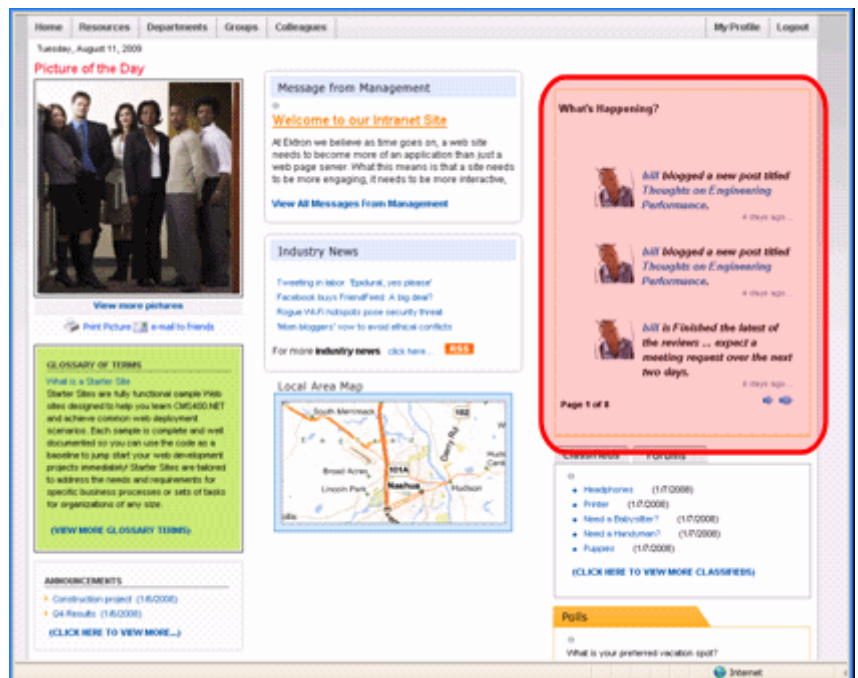 Home Resources Departments Groups Colleagues My Profile Logout
Tuesday, August 11, 2009
Picture of the Day
View more pictures
Print Picture e-mail to friends
GLOSSARY OF TERMS
What is a Starter Site
Starter Sites are fully functional sample Web
sites designed to help you learn CMS400.NET
and achieve common web deployment
scenarios. Each sample is complete and well
documented so you can use the code as a
baseline to jump start your web development
projects immediately! Starter Sites are tailored
to address the needs and requirements for
specific business processes or sets of tasks
for organizations of any size.
(VIEW MORE GLOSSARY TERMS)
ANNOUNCEMENTS
Construction project (1/6/2008)
Q4 Results (1/6/2008)
(CLICK HERE TO VIEW MORE...)
Message from Management
Welcome to our Intranet Site
At Ektron we believe as time goes on, a web site
needs to become more of an application than just a
web page server. What this means is that a site needs
to be more engaging, it needs to be more interactive,
View All Messages From Management
Industry News
Tweeting in labor 'Epidural, yes please'
Facebook buys FriendFeed: A big deal?
Rogue Wi-Fi hotspots pose security threat
'Mom bloggers' vow to avoid ethical conflicts
For more industry news click here... RSS
Local Area Map
South Merrimack
102
Derry Rd
Broad Acres
101A
Lincoln Park
Nashua
Hudson
What's Happening?
bill blogged a new post titled
Thoughts on Engineering
Performance.
4 days ago...
bill blogged a new post titled
Thoughts on Engineering
Performance.
4 days ago...
bill is Finished the latest of
the reviews ... expect a
meeting request over the next
two days.
6 days ago...
Page 1 of 8
Classifieds Forums
Headphones (1/7/2008)
Printer (1/7/2008)
Need a Babysitter? (1/7/2008)
Need a Handyman? (1/7/2008)
Puppies (1/7/2008)
(CLICK HERE TO VIEW MORE CLASSIFIEDS)
Polls
What is your preferred vacation spot?
Internet